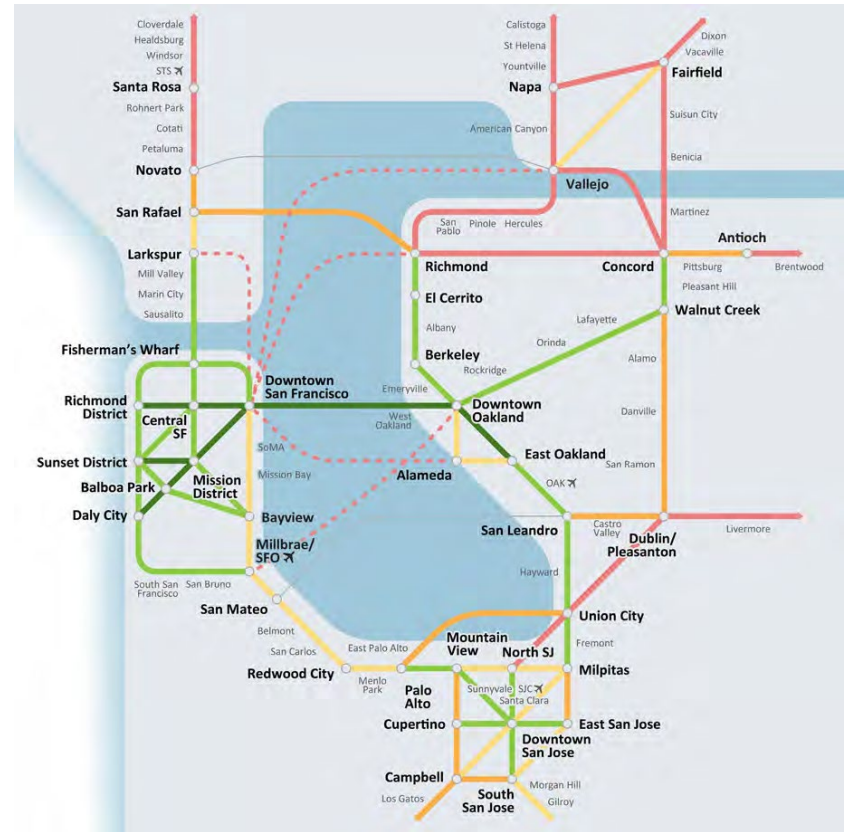 Cloverdale
Healdsburg
Windsor
STS
Santa Rosa
Rohnert Park
Cotati
Petaluma
Novato
San Rafael
Larkspur
Mill Valley
Marin City
Sausalito
Fisherman's Wharf
Richmond
District
Central
SF
Downtown
San Francisco
Sunset District
Mission
District
Balboa Park
Daly City
SoMA
Mission Bay
Bayview
Millbrae/
SFO
South San
Francisco
San Bruno
San Mateo
Belmont
San Carlos
Redwood City
Menlo
Park
East Palo Alto
Palo
Alto
Calistoga
St Helena
Yountville
Napa
American Canyon
Vallejo
Dixon
Vacaville
Fairfield
Suisun City
Benicia
Martinez
San
Pablo
Pinole
Hercules
Richmond
Concord
Antioch
Pittsburg
Brentwood
Pleasant Hill
Walnut Creek
El Cerrito
Albany
Berkeley
Lafayette
Orinda
Rockridge
Emeryville
West
Oakland
Downtown
Oakland
Alamo
Danville
San Ramon
East Oakland
Alameda
OAK
San Leandro
Castro
Valley
Dublin/
Pleasanton
Livermore
Hayward
Union City
Fremont
Mountain
View
North SJ
Milpitas
Sunnyvale
SJC
Santa Clara
Cupertino
East San Jose
Downtown
San Jose
Campbell
Los Gatos
South
San Jose
Morgan Hill
Gilroy